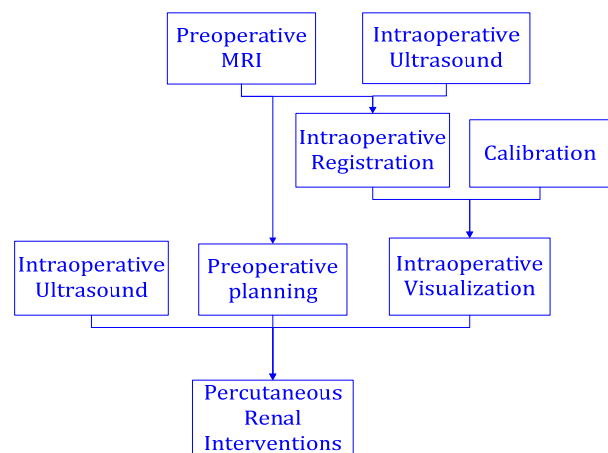 Preoperative
MRI
Intraoperative
Ultrasound
Intraoperative
Registration
Calibration
Intraoperative
Ultrasound
Preoperative
planning
Intraoperative
Visualization
Percutaneous
Renal
Interventions